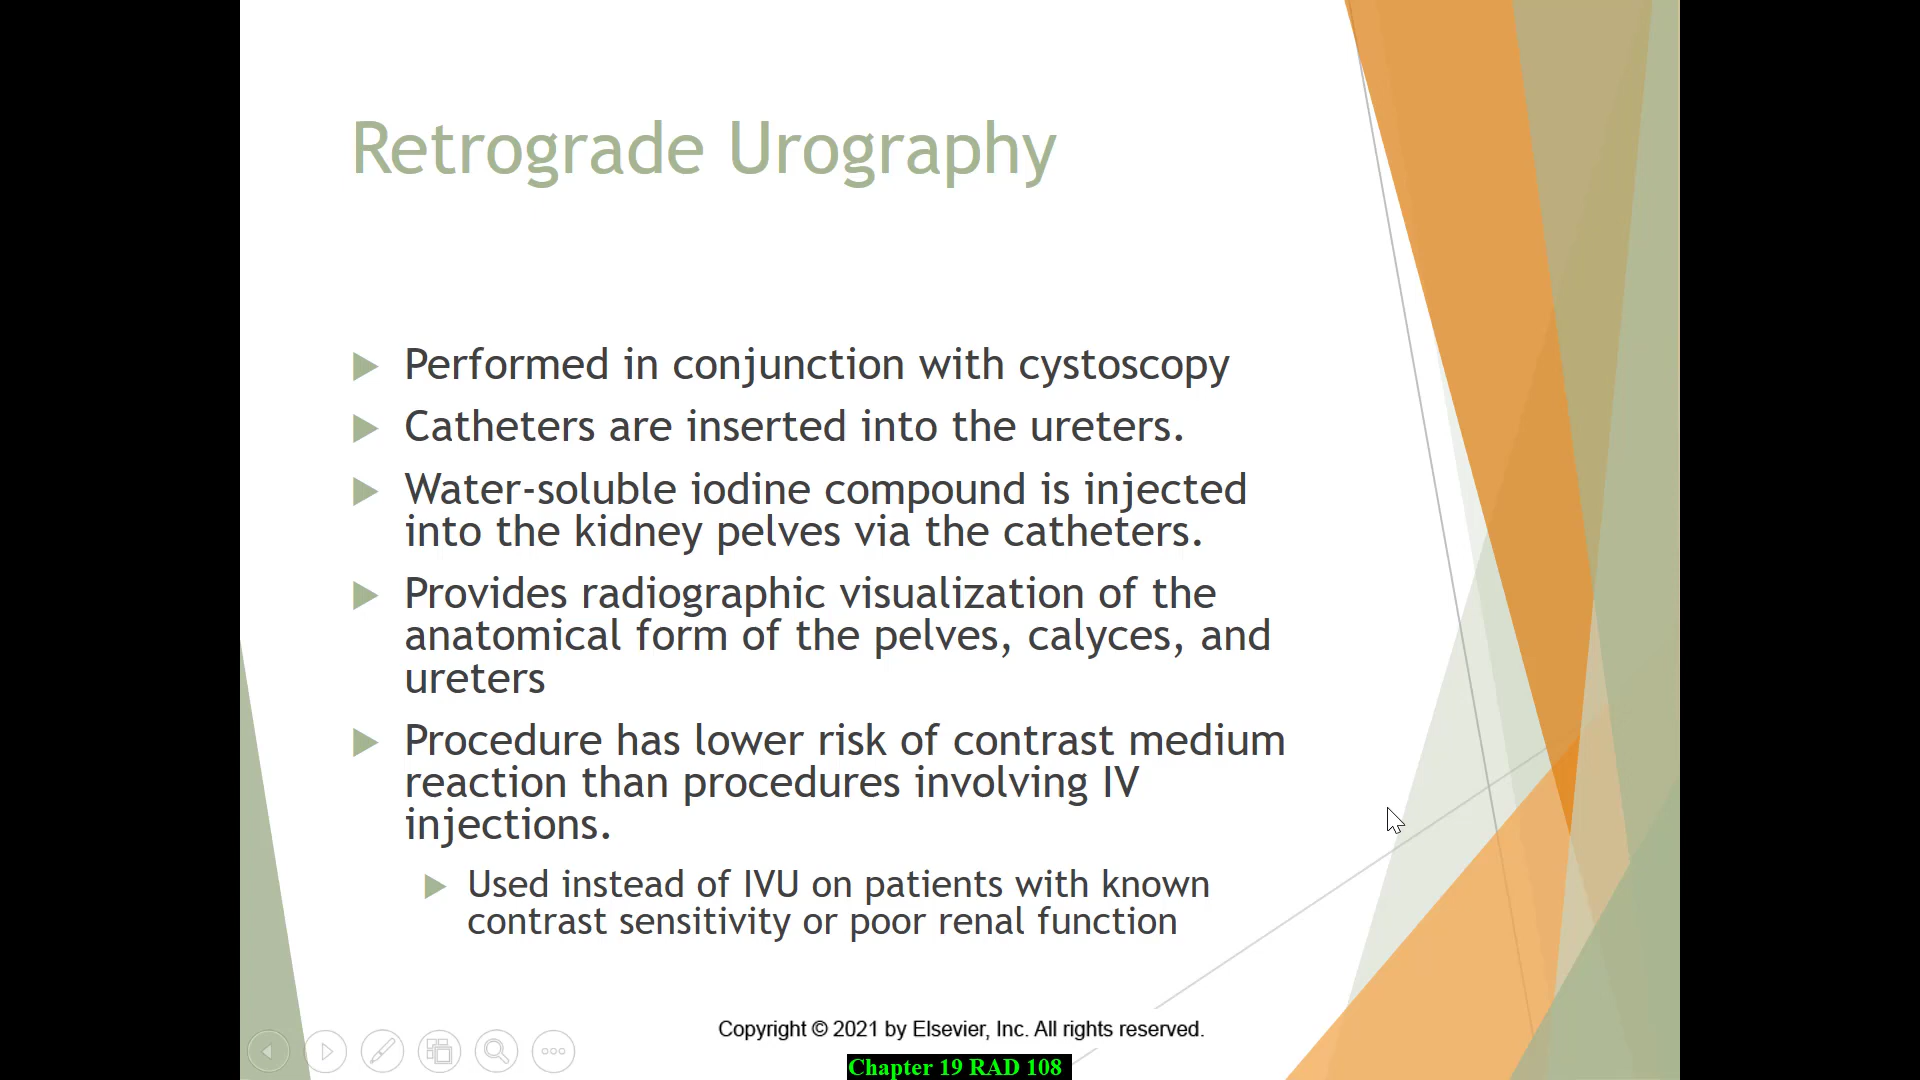 Retrograde Urography
Performed in conjunction with cystoscopy
Catheters are inserted into the ureters.
Water-soluble iodine compound is injected
into the kidney pelves via the catheters.
Provides radiographic visualization of the
anatomical form of the pelves, calyces, and
ureters
Procedure has lower risk of contrast medium
reaction than procedures involving IV
injections.
Used instead of IVU on patients with known
contrast sensitivity or poor renal function
Copyright © 2021 by Elsevier, Inc. All rights reserved.
Chapter 19 RAD 108